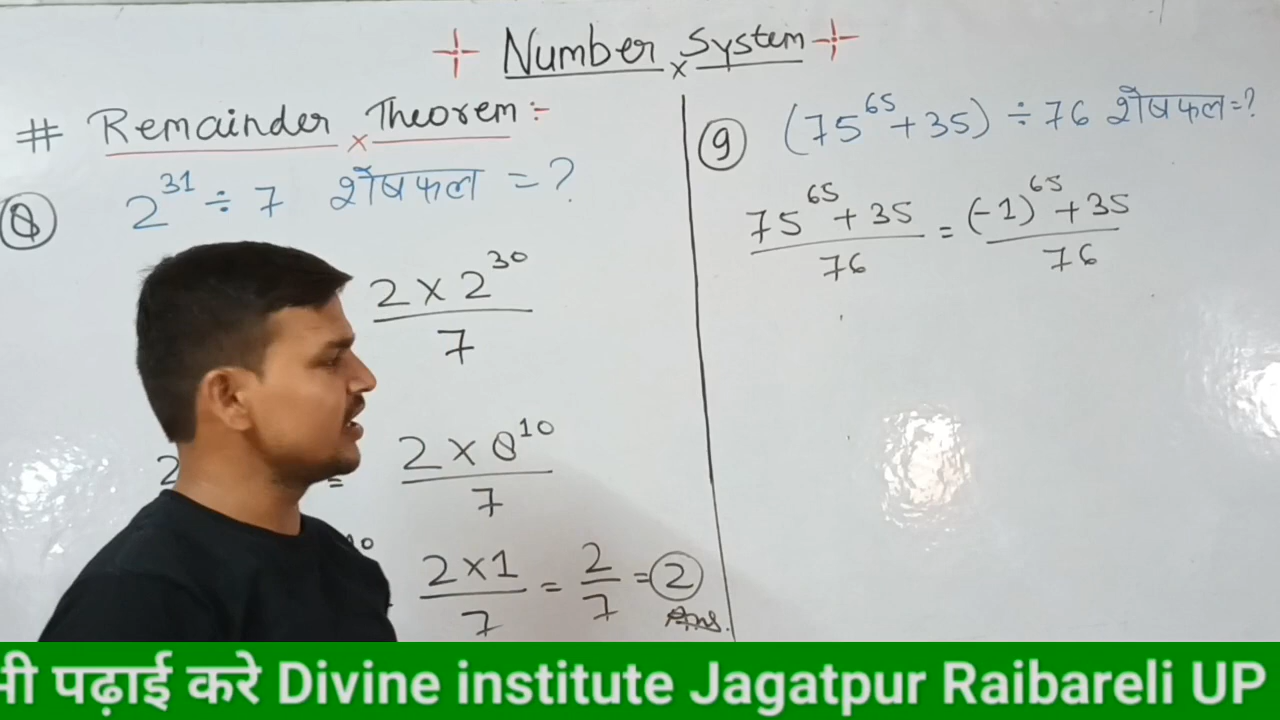 + Number × System +
# Remainder × Theorem :-
Q 2^31 ÷ 7 शेषफल = ?
2 × 2^30 / 7
2 =
2 × 8^10 / 7
10
2 × 1 / 7 = 2 / 7 = 2
Ans.
9 (75^65 + 35) ÷ 76 शेषफल = ?
75^65 + 35 / 76 = (-1)^65 + 35 / 76
भी पढ़ाई करे Divine institute Jagatpur Raibareli UP